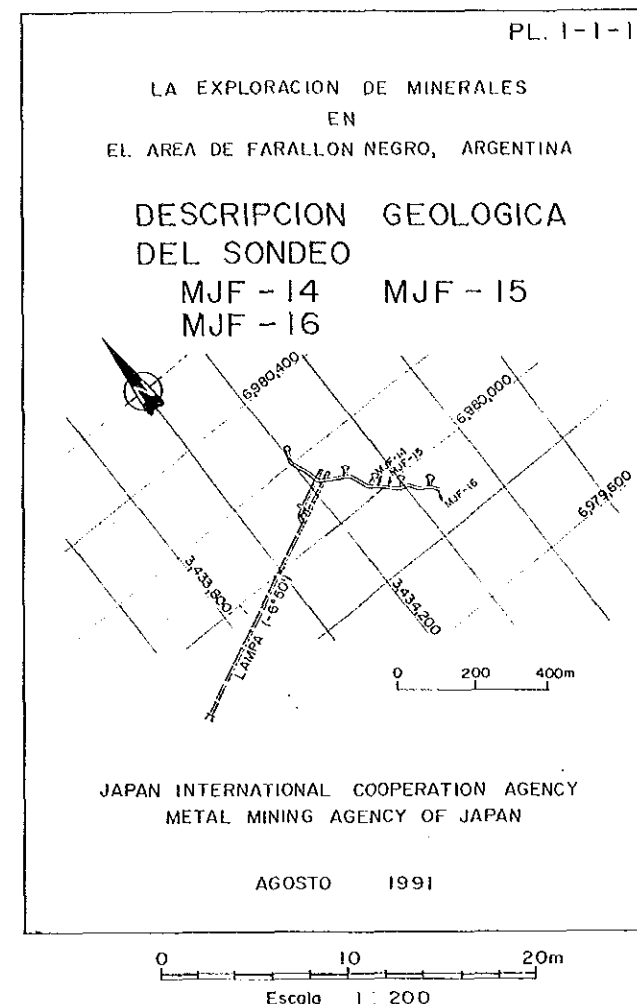 PL. 1-1-1
LA EXPLORACION DE MINERALES
EN
EL AREA DE FARALLON NEGRO, ARGENTINA
DESCRIPCION GEOLOGICA
DEL SONDEO
MJF-14 MJF-15
MJF-16
6,980,400
6,980,000
MJF-14
MJF-15
MJF-16
6,979,600
3,433,800
3,434,200
LAMPA (-6°50')
0 200 400m
JAPAN INTERNATIONAL COOPERATION AGENCY
METAL MINING AGENCY OF JAPAN
AGOSTO 1991
0 10 20m
Escala 1 : 200